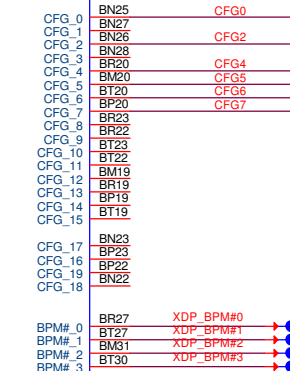 CFG_0 BN25 CFG0
CFG_1 BN27
CFG_2 BN26 CFG2
CFG_3 BN28
CFG_4 BR20 CFG4
CFG_5 BM20 CFG5
CFG_6 BT20 CFG6
CFG_7 BP20 CFG7
CFG_8 BR23
CFG_9 BR22
CFG_10 BT23
CFG_11 BT22
CFG_12 BM19
CFG_13 BR19
CFG_14 BP19
CFG_15 BT19
CFG_17 BN23
CFG_16 BP23
CFG_19 BP22
CFG_18 BN22
BPM#_0 BR27 XDP_BPM#0
BPM#_1 BT27 XDP_BPM#1
BPM#_2 BM31 XDP_BPM#2
BPM#_3 BT30 XDP_BPM#3